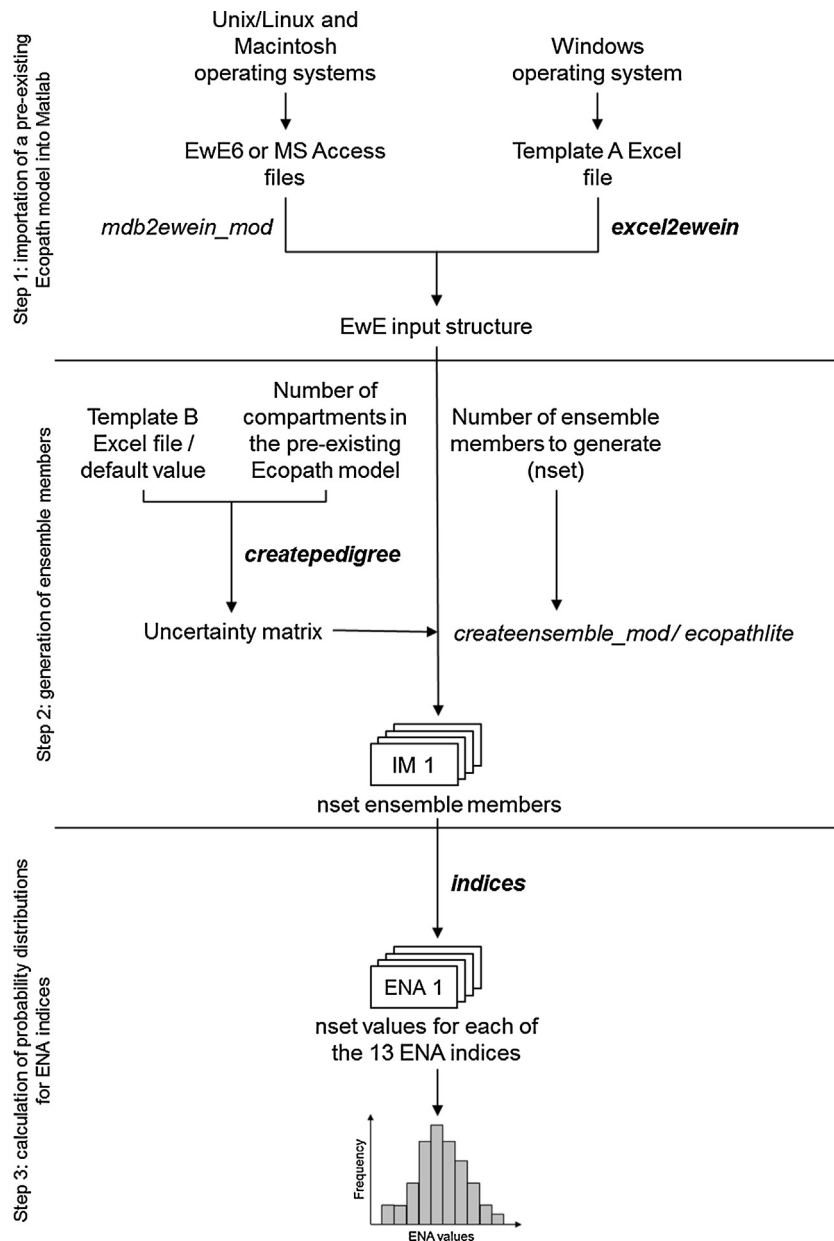 Step 1: importation of a pre-existing
Ecopath model into Matlab
Unix/Linux and
Macintosh
operating systems
Windows
operating system
EwE6 or MS Access
files
Template A Excel
file
mdb2ewein_mod
excel2ewein
EwE input structure
Step 2: generation of ensemble members
Template B
Excel file /
default value
Number of
compartments in
the pre-existing
Ecopath model
Number of ensemble
members to generate
(nset)
createpedigree
Uncertainty matrix
createensemble_mod/ ecopathlite
IM 1
nset ensemble members
Step 3: calculation of probability distributions
for ENA indices
indices
ENA 1
nset values for each of
the 13 ENA indices
Frequency
ENA values